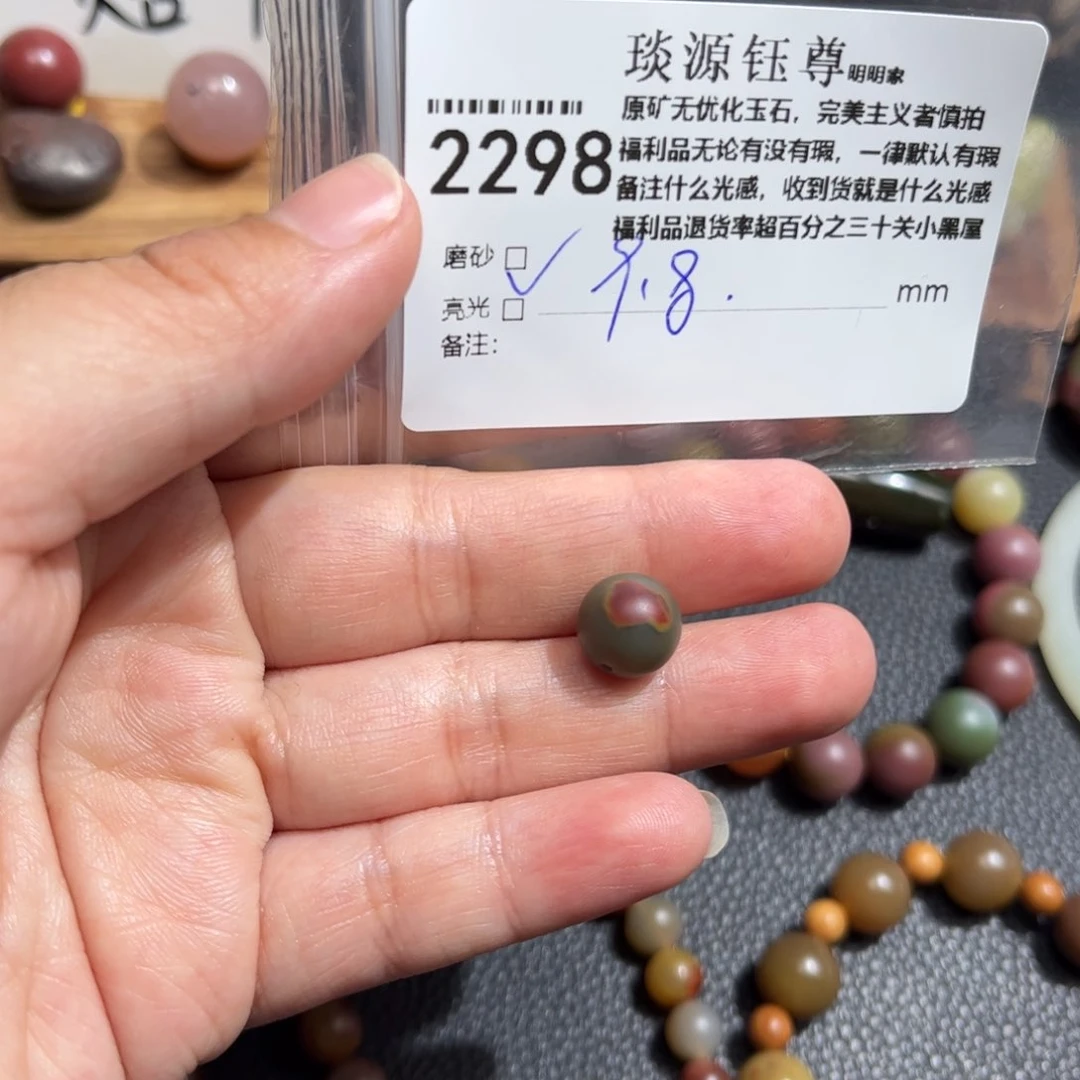 琰源钰尊明明家
原矿无优化玉石，完美主义者慎拍
2298
福利品无论有没有瑕，一律默认有瑕
备注什么光感，收到货就是什么光感
福利品退货率超百分之三十关小黑屋
磨砂 □ ✓
亮光 □ 9.8. mm
备注：